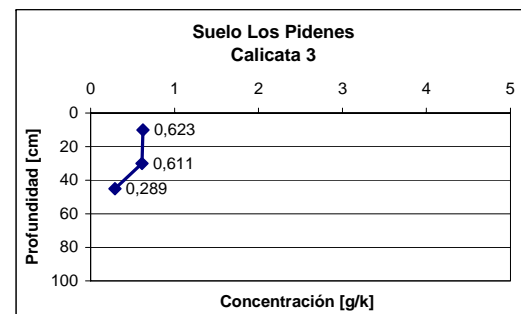 Suelo Los Pidenes
Calicata 3
0 1 2 3 4 5
0
20
40
60
80
100
Profundidad [cm]
0,623
0,611
0,289
Concentración [g/k]